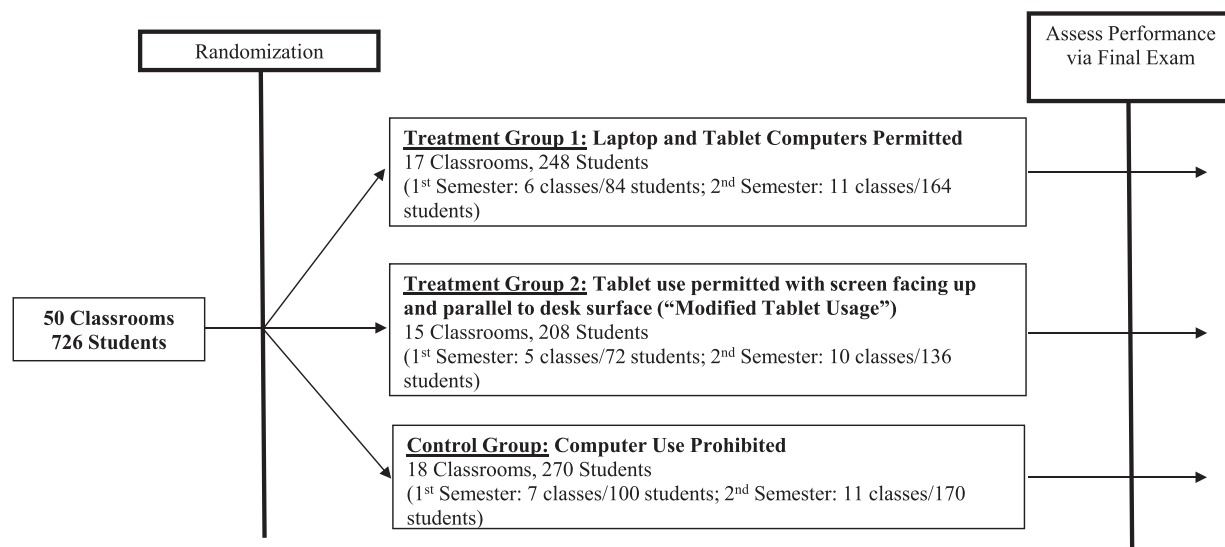 Randomization
Assess Performance
via Final Exam
Treatment Group 1: Laptop and Tablet Computers Permitted
17 Classrooms, 248 Students
(1st Semester: 6 classes/84 students; 2nd Semester: 11 classes/164
students)
50 Classrooms
726 Students
Treatment Group 2: Tablet use permitted with screen facing up
and parallel to desk surface (“Modified Tablet Usage”)
15 Classrooms, 208 Students
(1st Semester: 5 classes/72 students; 2nd Semester: 10 classes/136
students)
Control Group: Computer Use Prohibited
18 Classrooms, 270 Students
(1st Semester: 7 classes/100 students; 2nd Semester: 11 classes/170
students)